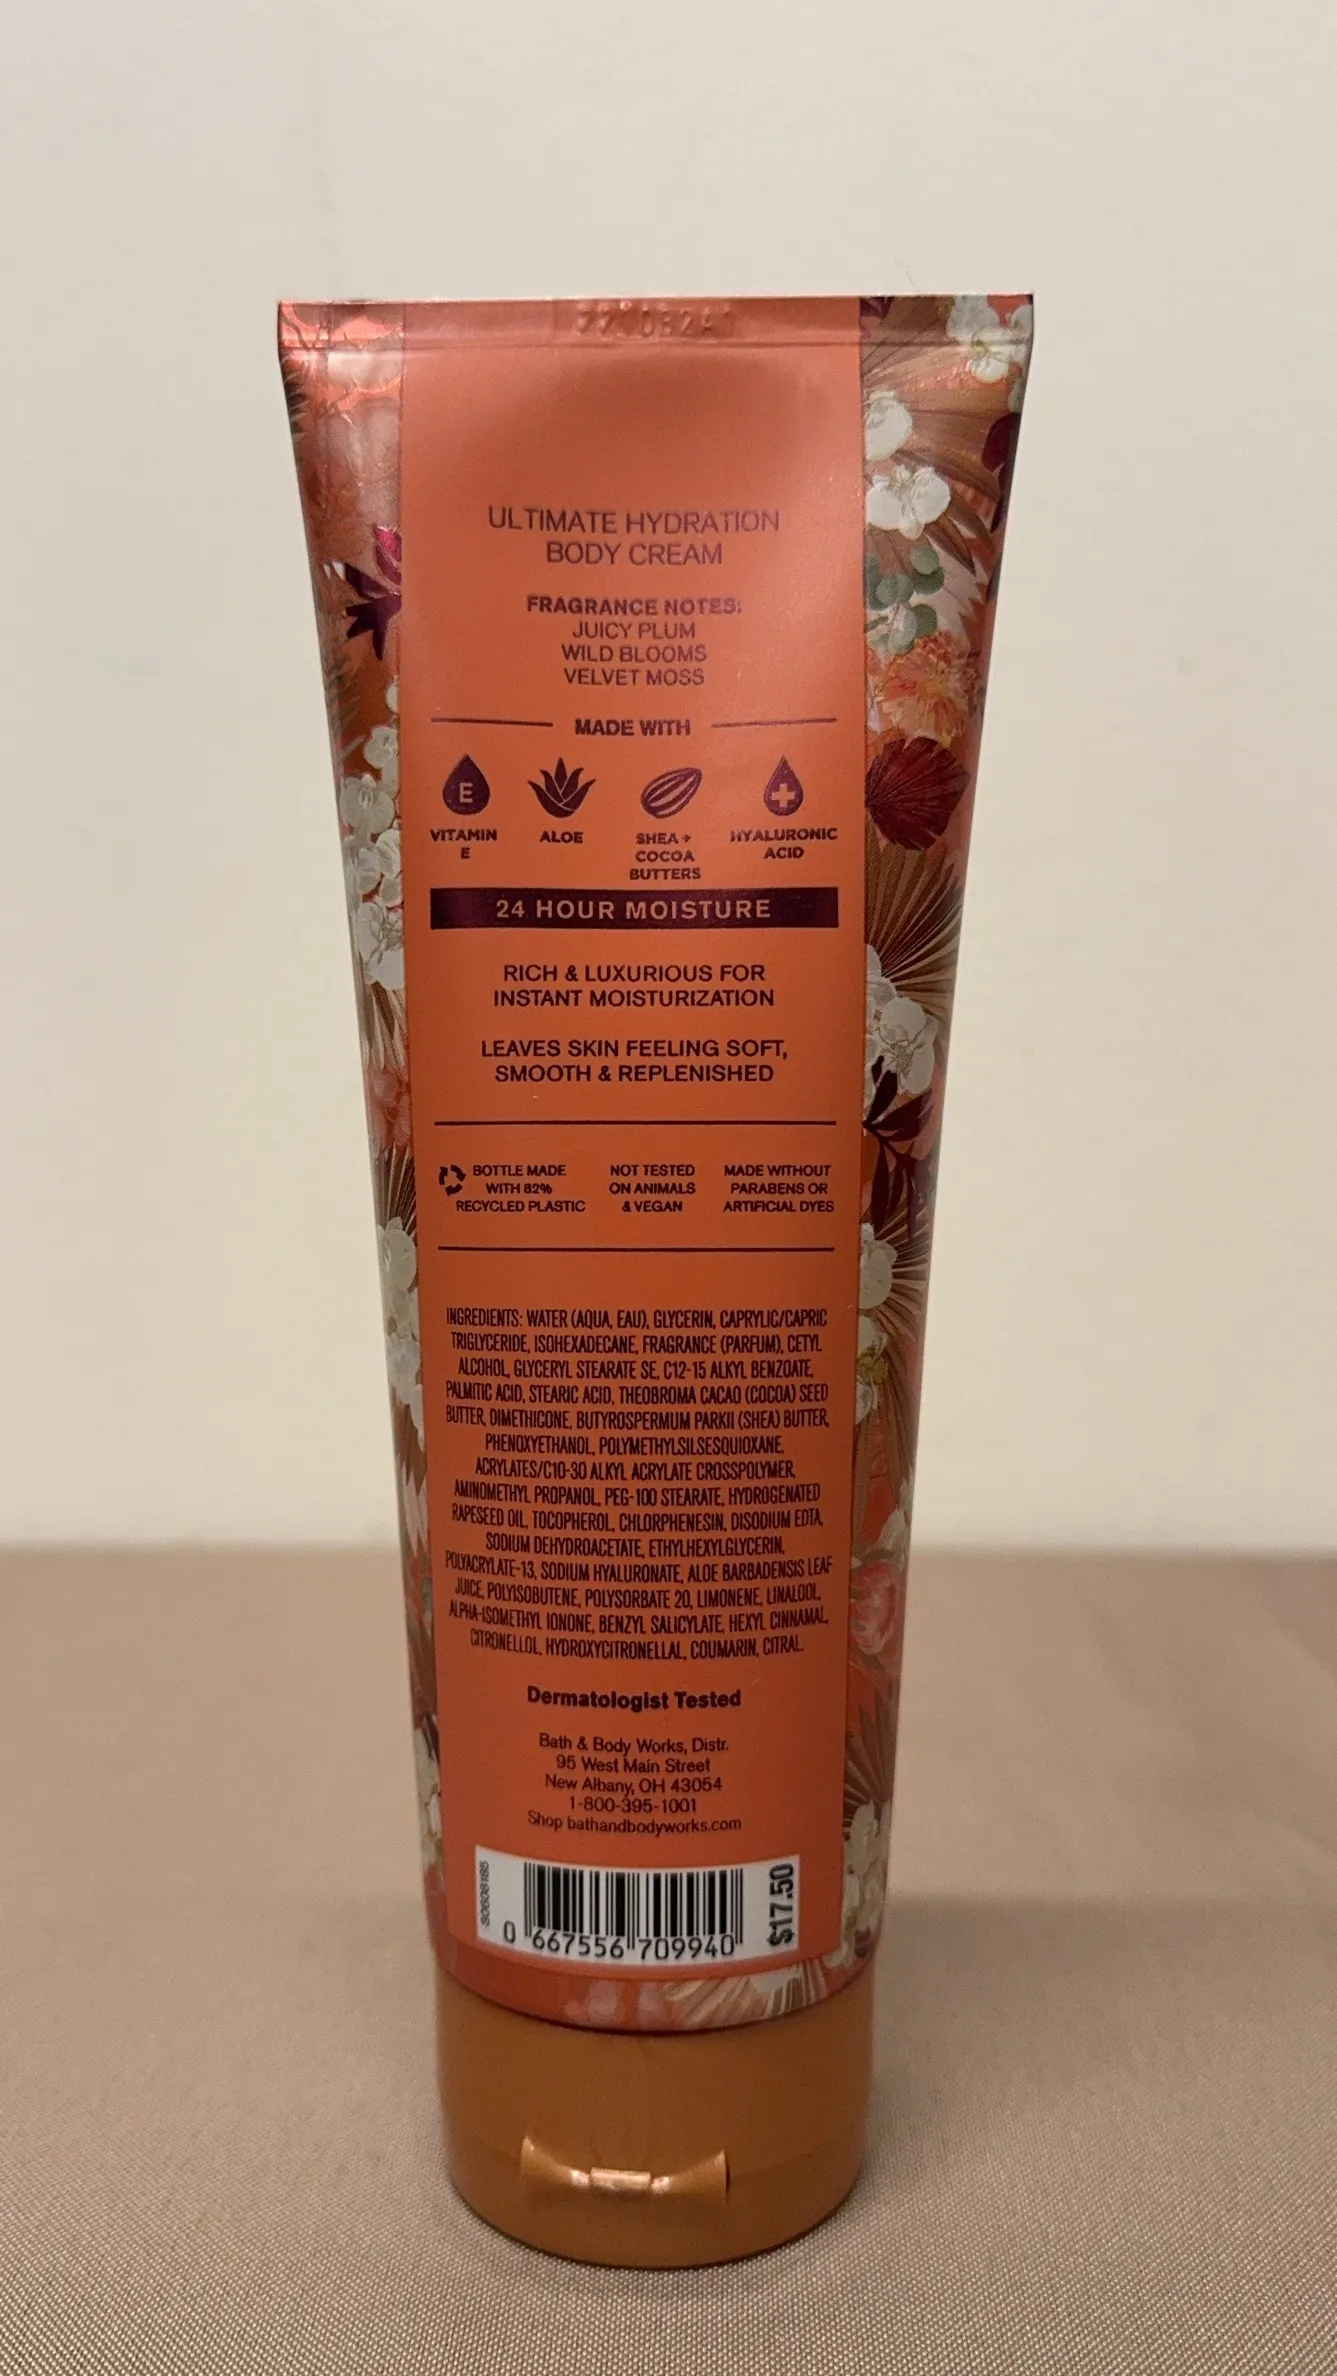 ULTIMATE HYDRATION
BODY CREAM
FRAGRANCE NOTES:
JUICY PLUM
WILD BLOOMS
VELVET MOSS
MADE WITH
E
VITAMIN
E
ALOE
SHEA +
COCOA
BUTTERS
HYALURONIC
ACID
24 HOUR MOISTURE
RICH & LUXURIOUS FOR
INSTANT MOISTURIZATION
LEAVES SKIN FEELING SOFT,
SMOOTH & REPLENISHED
BOTTLE MADE
WITH 82%
RECYCLED PLASTIC
NOT TESTED
ON ANIMALS
& VEGAN
MADE WITHOUT
PARABENS OR
ARTIFICIAL DYES
INGREDIENTS: WATER (AQUA, EAU), GLYCERIN, CAPRYLIC/CAPRIC
TRIGLYCERIDE, ISOHEXADECANE, FRAGRANCE (PARFUM), CETYL
ALCOHOL, GLYCERYL STEARATE SE, C12-15 ALKYL BENZOATE,
PALMITIC ACID, STEARIC ACID, THEOBROMA CACAO (COCOA) SEED
BUTTER, DIMETHICONE, BUTYROSPERMUM PARKII (SHEA) BUTTER,
PHENOXYETHANOL, POLYMETHYLSILSESQUIOXANE,
ACRYLATES/C10-30 ALKYL ACRYLATE CROSSPOLYMER,
AMINOMETHYL PROPANOL, PEG-100 STEARATE, HYDROGENATED
RAPESEED OIL, TOCOPHEROL, CHLORPHENESIN, DISODIUM EDTA,
SODIUM DEHYDROACETATE, ETHYLHEXYLGLYCERIN,
POLYACRYLATE-13, SODIUM HYALURONATE, ALOE BARBADENSIS LEAF
JUICE, POLYISOBUTENE, POLYSORBATE 20, LIMONENE, LINALOOL,
ALPHA-ISOMETHYL IONONE, BENZYL SALICYLATE, HEXYL CINNAMAL,
CITRONELLOL, HYDROXYCITRONELLAL, COUMARIN, CITRAL.
Dermatologist Tested
Bath & Body Works, Distr.
95 West Main Street
New Albany, OH 43054
1-800-395-1001
Shop bathandbodyworks.com
0 667556 709940
$17.50